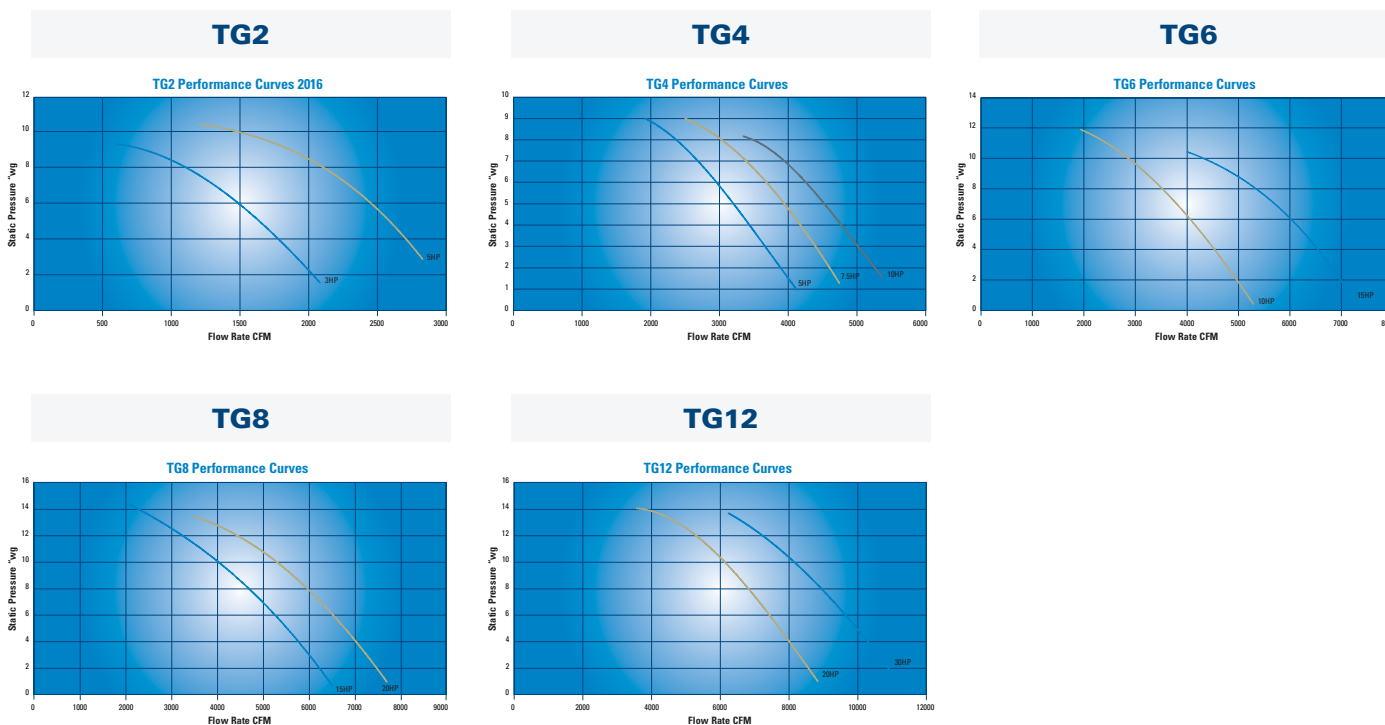 TG2
TG4
TG6
TG2 Performance Curves 2016
Static Pressure "wg
12
10
8
6
4
2
0
0 500 1000 1500 2000 2500 3000
3HP
5HP
Flow Rate CFM
TG4 Performance Curves
Static Pressure "wg
10
9
8
7
6
5
4
3
2
1
0
0 2000 1000 2000 3000 4000 5000 6000
5HP
7.5HP
10HP
Flow Rate CFM
TG6 Performance Curves
Static Pressure "wg
14
12
10
8
6
4
2
0
0 1000 2000 3000 4000 5000 6000 7000
10HP
15HP
Flow Rate CFM
TG8
TG12
TG8 Performance Curves
Static Pressure "wg
16
14
12
10
8
6
4
2
0
0 1000 2000 3000 4000 5000 6000 7000 8000 9000
15HP
20HP
Flow Rate CFM
TG12 Performance Curves
Static Pressure "wg
16
14
12
10
8
6
4
2
0
0 2000 4000 6000 8000 10000 12000
20HP
30HP
Flow Rate CFM